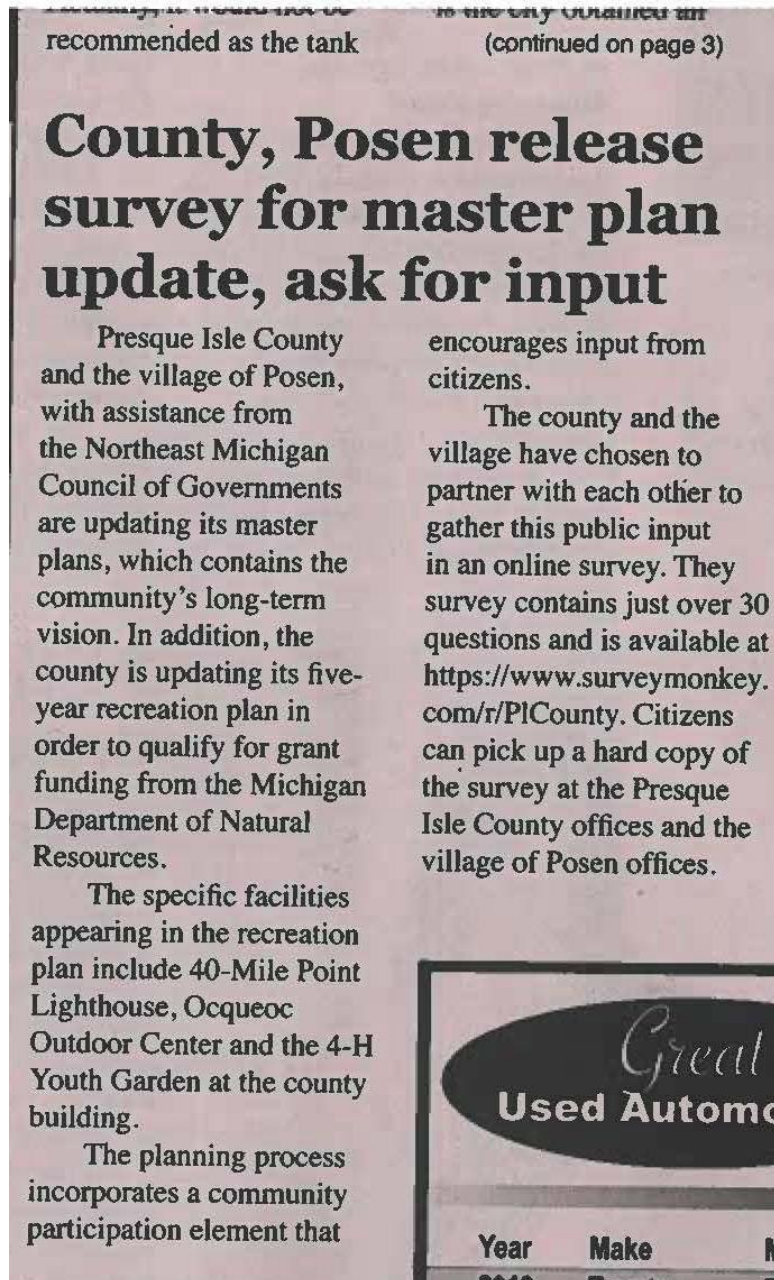 recommended as the tank
is the city obtained an
(continued on page 3)
County, Posen release
survey for master plan
update, ask for input
Presque Isle County
and the village of Posen,
with assistance from
the Northeast Michigan
Council of Governments
are updating its master
plans, which contains the
community's long-term
vision. In addition, the
county is updating its five-
year recreation plan in
order to qualify for grant
funding from the Michigan
Department of Natural
Resources.
The specific facilities
appearing in the recreation
plan include 40-Mile Point
Lighthouse, Ocqueoc
Outdoor Center and the 4-H
Youth Garden at the county
building.
The planning process
incorporates a community
participation element that
encourages input from
citizens.
The county and the
village have chosen to
partner with each other to
gather this public input
in an online survey. They
survey contains just over 30
questions and is available at
https://www.surveymonkey.
com/r/PICounty. Citizens
can pick up a hard copy of
the survey at the Presque
Isle County offices and the
village of Posen offices.
Great
Used Automo
Year Make